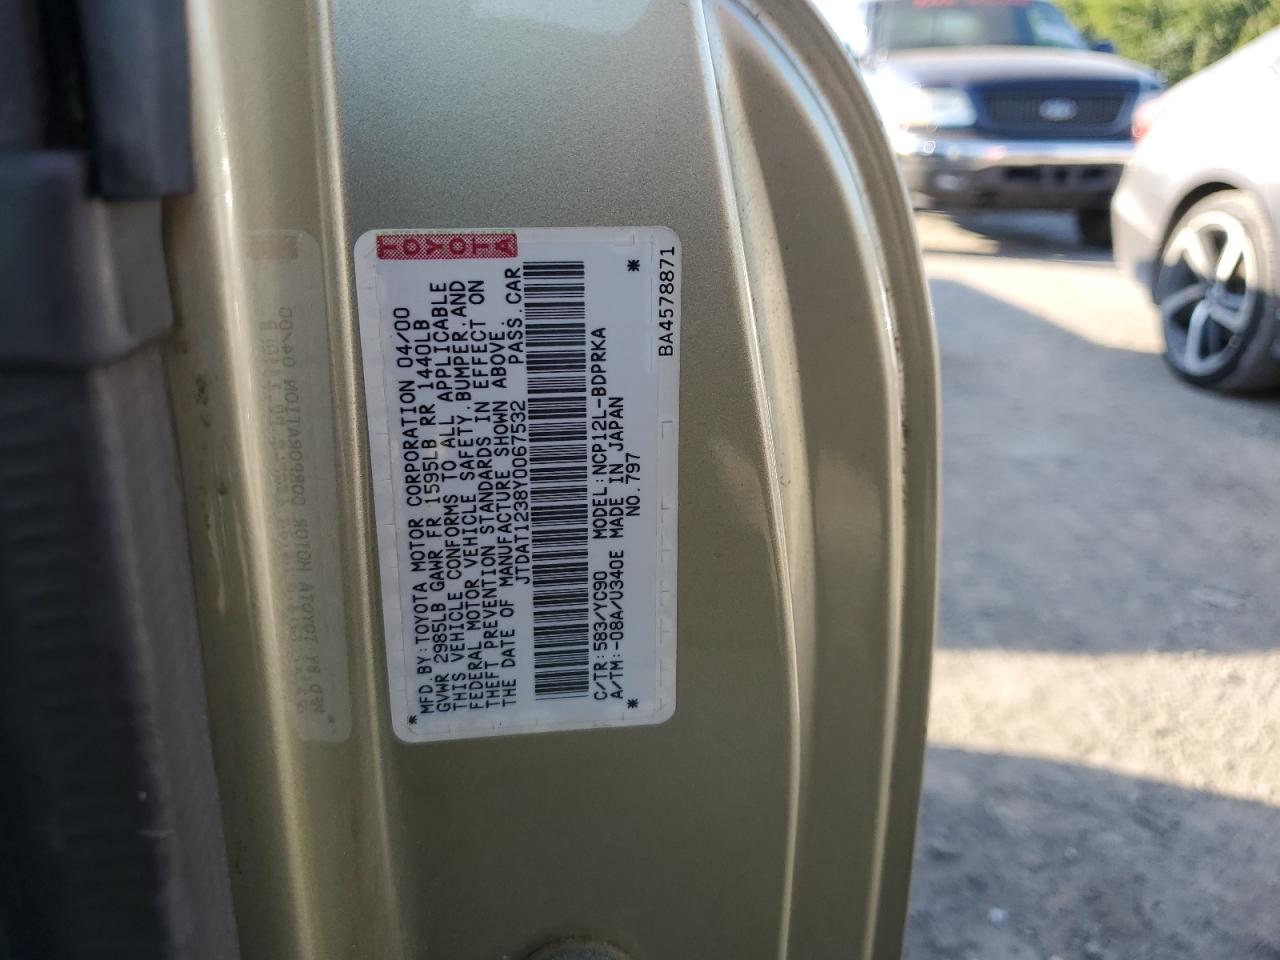 TOYOTA
*MFD. BY: TOYOTA MOTOR CORPORATION 04/00
GVWR 2985LB GAWR FR 1595LB RR 1440LB
THIS VEHICLE CONFORMS TO ALL APPLICABLE
FEDERAL MOTOR VEHICLE SAFETY, BUMPER, AND
THEFT PREVENTION STANDARDS IN EFFECT ON
THE DATE OF MANUFACTURE SHOWN ABOVE.
JTDAT1238Y0067532 PASS. CAR
C/TR: 583/YC90 MODEL: NCP12L-BDPRKA
A/TM: -08A/U340E MADE IN JAPAN
* NO. 797 *
BA4578871